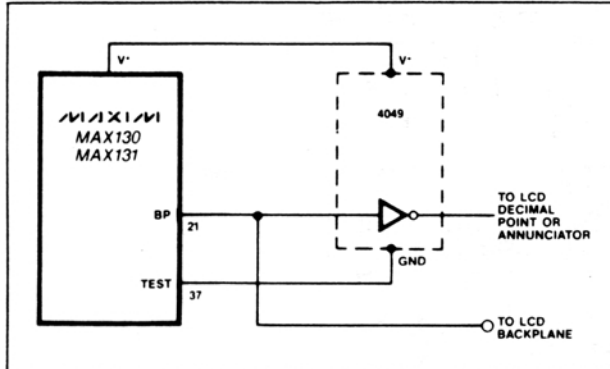 V+
V+
MAXIM
MAX130
MAX131
4049
BP
21
TO LCD
DECIMAL
POINT OR
ANNUNCIATOR
GND
TEST
37
TO LCD
BACKPLANE